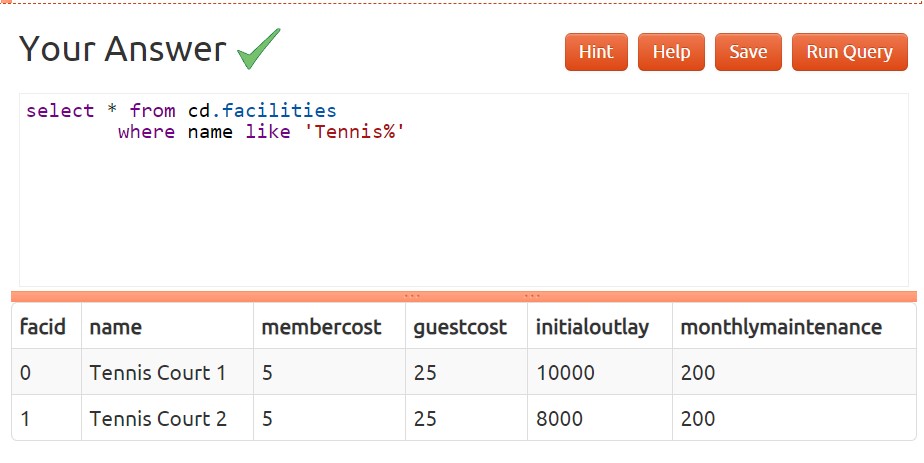 Your Answer
Hint Help Save Run Query
select * from cd.facilities
where name like 'Tennis%'
facid name membercost guestcost initialoutlay monthlymaintenance
0 Tennis Court 1 5 25 10000 200
1 Tennis Court 2 5 25 8000 200